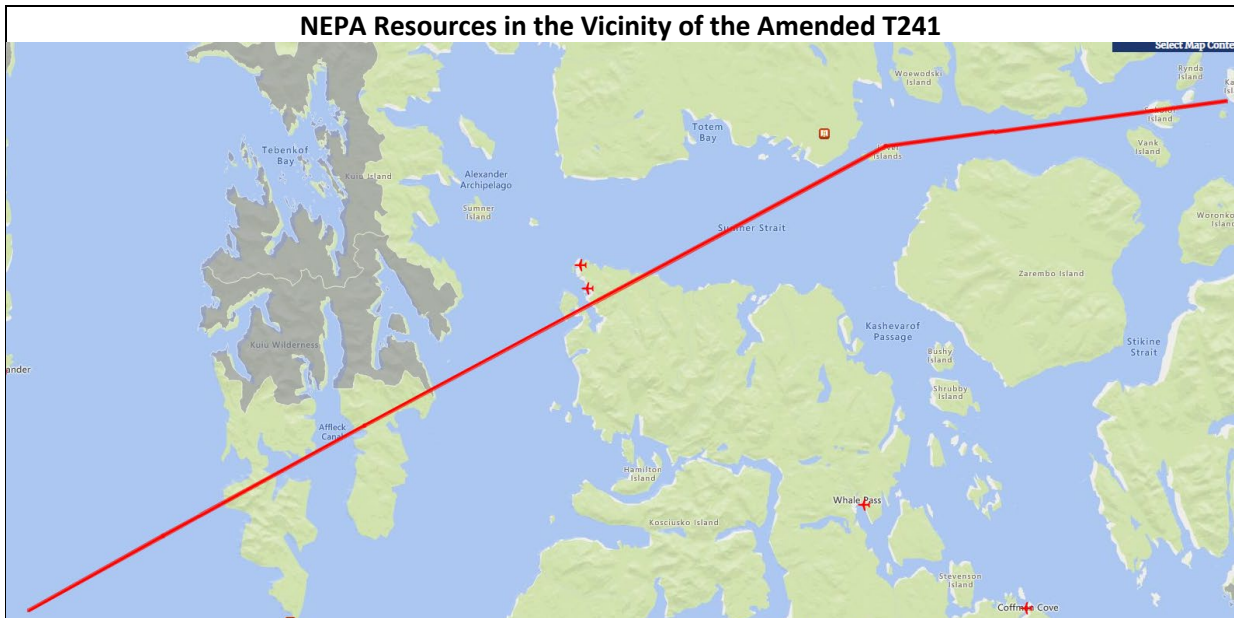 NEPA Resources in the Vicinity of the Amended T241
Select Map Conte
Rynda
Island
Woewodski
Island
Island
Vank
Island
Totem
Bay
Islands
Tebenkof
Bay
Kuiu Island
Alexander
Archipelago
Sumner
Island
Sumner Strait
Woronko
Island
Zarembo Island
Kashevarof
Passage
Stikine
Strait
Bushy
Island
Shrubby
Island
Kuiu Wilderness
ander
Affleck
Canal
Hamilton
Island
Whale Pass
Kosciusko Island
Stevenson
Island
Coffman Cove